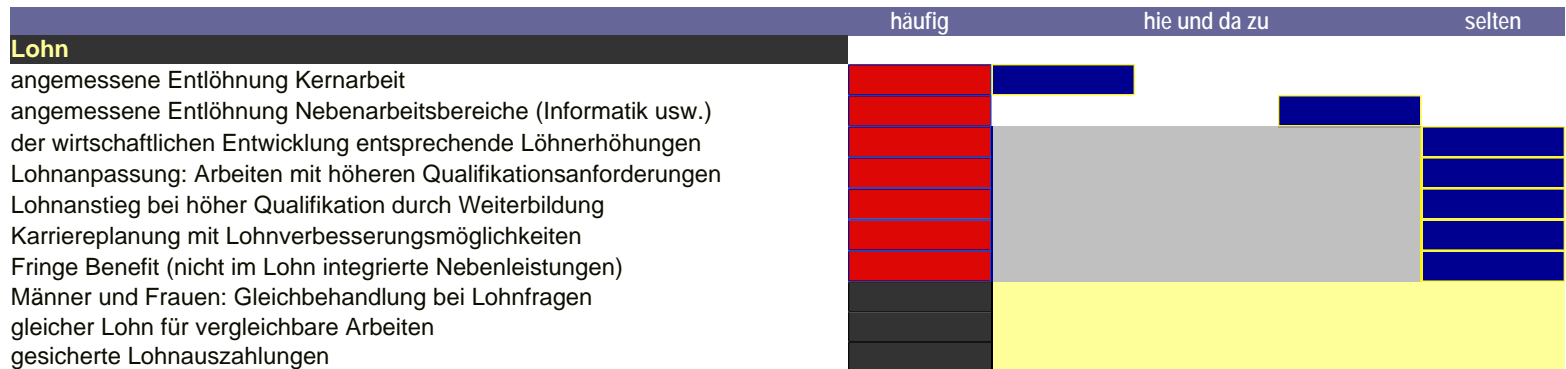 häufig hie und da zu selten
Lohn
angemessene Entlöhnung Kernarbeit
angemessene Entlöhnung Nebenarbeitsbereiche (Informatik usw.)
der wirtschaftlichen Entwicklung entsprechende Löhnerhöhungen
Lohnanpassung: Arbeiten mit höheren Qualifikationsanforderungen
Lohnanstieg bei höher Qualifikation durch Weiterbildung
Karriereplanung mit Lohnverbesserungsmöglichkeiten
Fringe Benefit (nicht im Lohn integrierte Nebenleistungen)
Männer und Frauen: Gleichbehandlung bei Lohnfragen
gleicher Lohn für vergleichbare Arbeiten
gesicherte Lohnauszahlungen